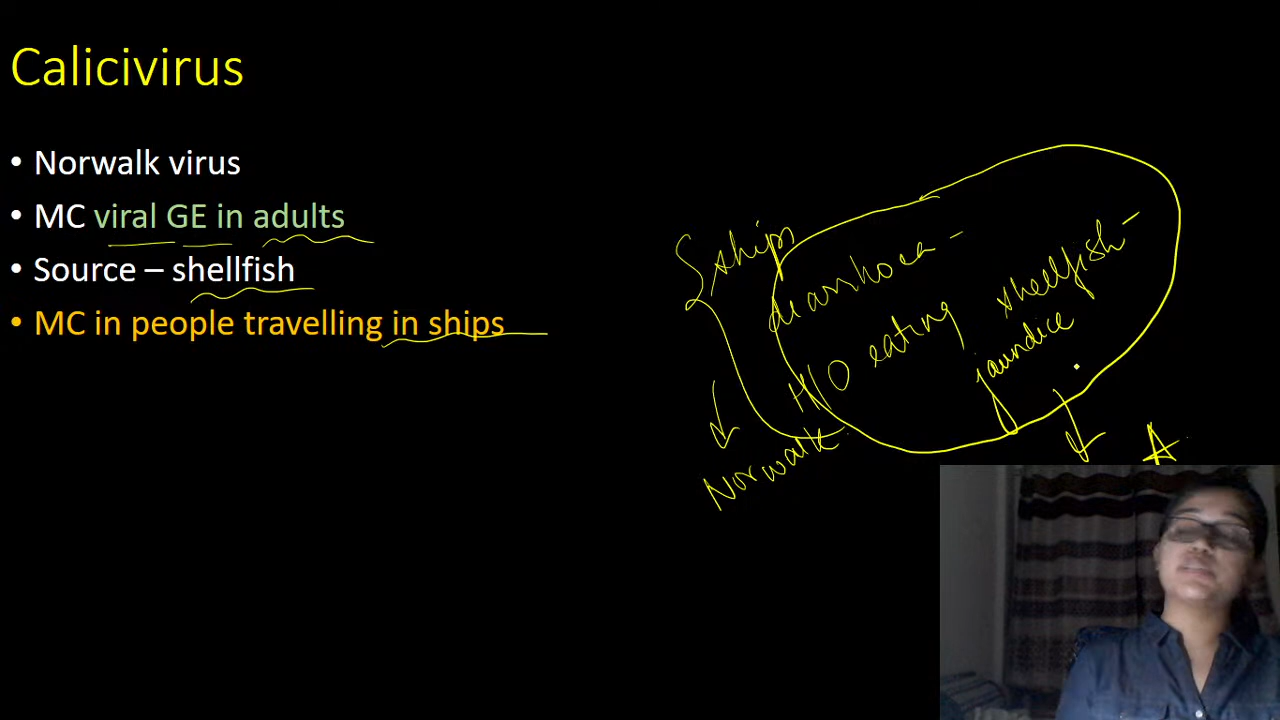 Calicivirus
• Norwalk virus
• MC viral GE in adults
• Source – shellfish
• MC in people travelling in ships
ships
diarrhoea –
H/O eating shellfish –
jaundice
Norwalk
A